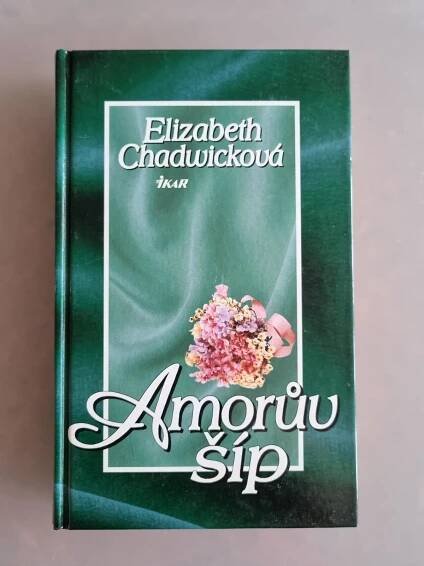 Elizabeth
Chadwicková
IKAR
Amorův
šíp